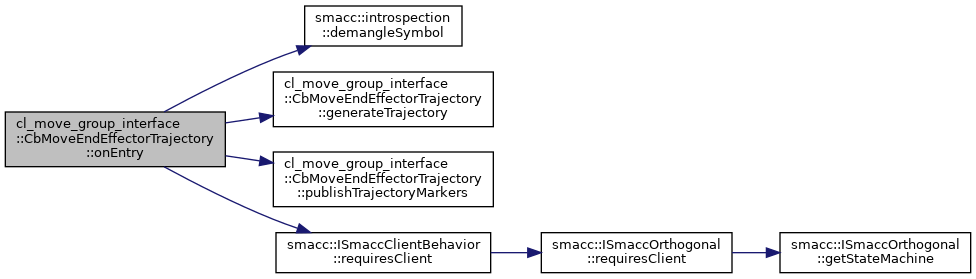 cl_move_group_interface
::CbMoveEndEffectorTrajectory
::onEntry
smacc::introspection
::demangleSymbol
cl_move_group_interface
::CbMoveEndEffectorTrajectory
::generateTrajectory
cl_move_group_interface
::CbMoveEndEffectorTrajectory
::publishTrajectoryMarkers
smacc::ISmaccClientBehavior
::requiresClient
smacc::ISmaccOrthogonal
::requiresClient
smacc::ISmaccOrthogonal
::getStateMachine